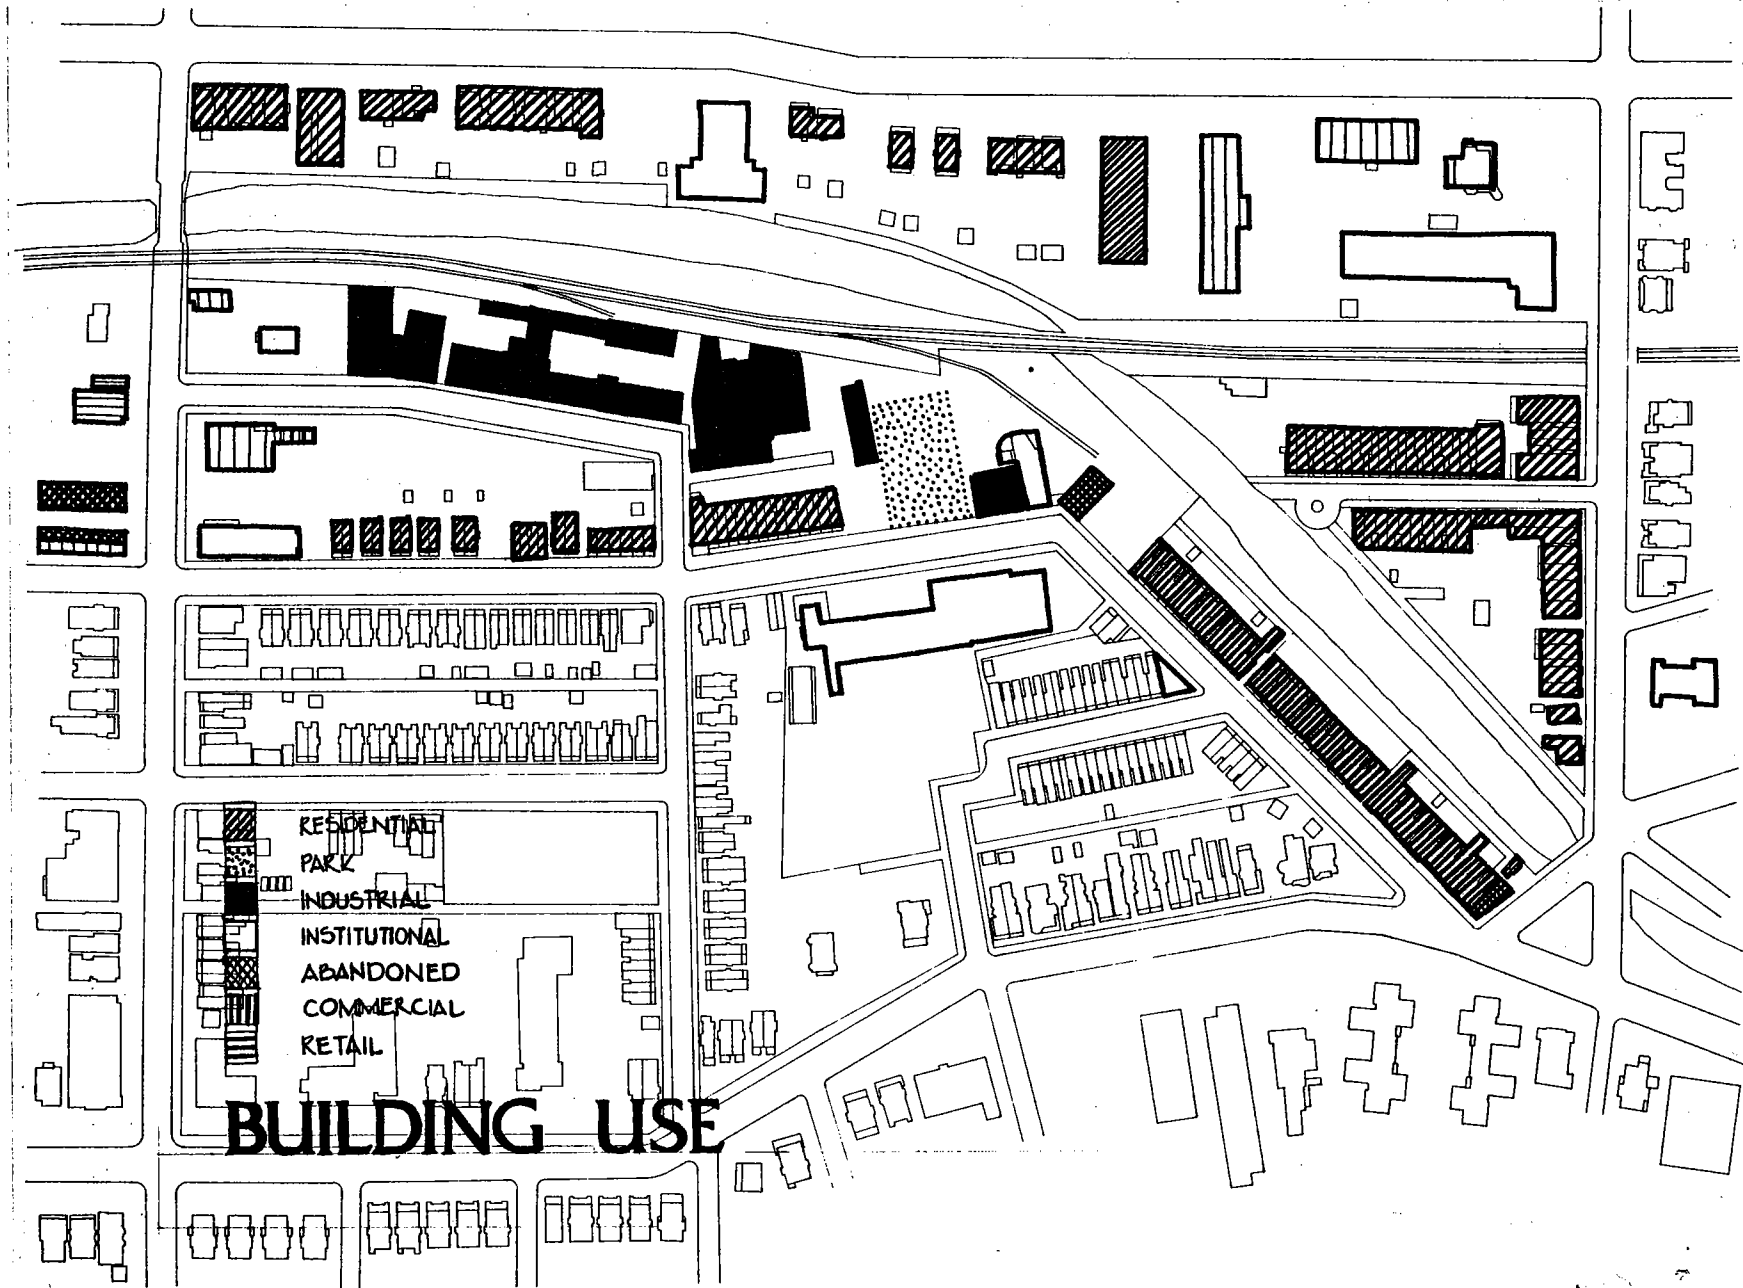 RESIDENTIAL
PARK
INDUSTRIAL
INSTITUTIONAL
ABANDONED
COMMERCIAL
RETAIL
BUILDING USE